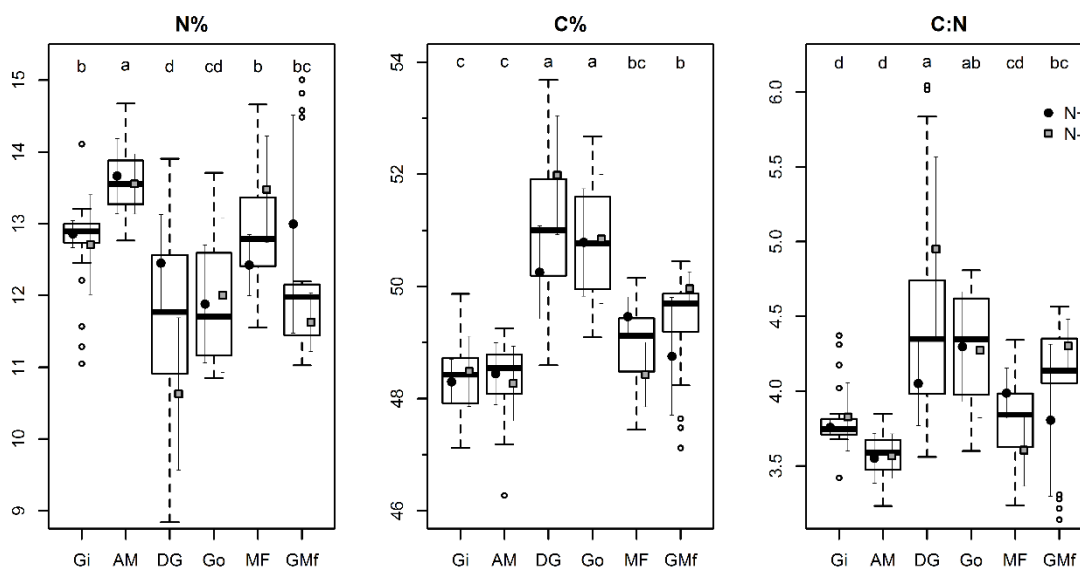 N%
b a d cd b bc
15
14
13
12
11
10
9
Gi AM DG Go MF GMf
C%
c c a a bc b
54
52
50
48
46
Gi AM DG Go MF GMf
C:N
d d a ab cd bc
6.0
5.5
5.0
4.5
4.0
3.5
N-
N-
Gi AM DG Go MF GMf